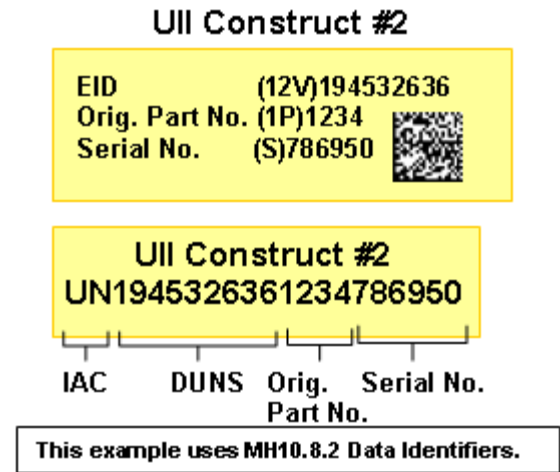 UII Construct #2
EID (12V)194532636
Orig. Part No. (1P)1234
Serial No. (S)786950
UII Construct #2
UN1945326361234786950
IAC DUNS Orig. Part No. Serial No.
This example uses MH10.8.2 Data Identifiers.